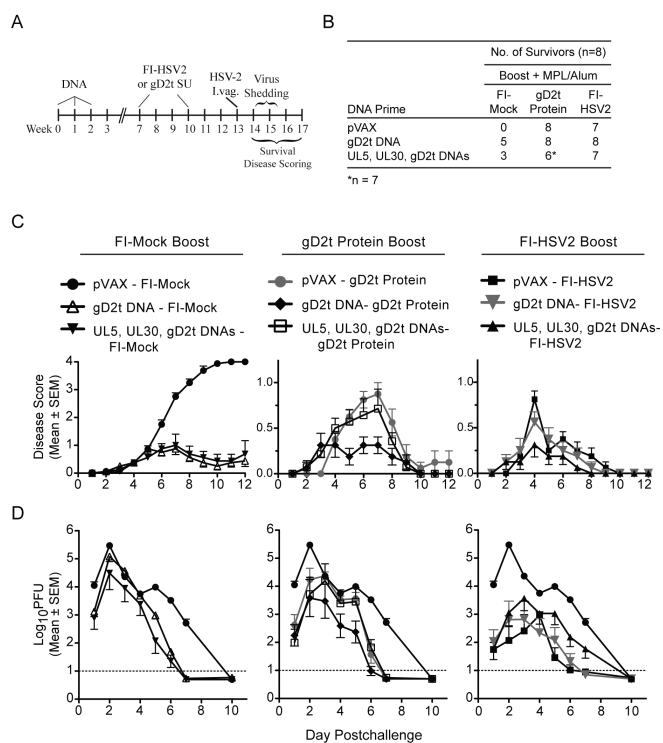 A
FI-HSV2
or gD2t SU
DNA
HSV-2
I.vag.
Virus
Shedding
Week 0 1 2 3 7 8 9 10 11 12 13 14 15 16 17
Survival
Disease Scoring
B
No. of Survivors (n=8)
Boost + MPL/Alum
DNA Prime FI-Mock gD2t Protein FI-HSV2
pVAX 0 8 7
gD2t DNA 5 8 8
UL5, UL30, gD2t DNAs 3 6* 7
*n = 7
C
FI-Mock Boost
pVAX - FI-Mock
gD2t DNA - FI-Mock
UL5, UL30, gD2t DNAs -
FI-Mock
gD2t Protein Boost
pVAX - gD2t Protein
gD2t DNA- gD2t Protein
UL5, UL30, gD2t DNAs-
gD2t Protein
FI-HSV2 Boost
pVAX - FI-HSV2
gD2t DNA- FI-HSV2
UL5, UL30, gD2t DNAs-
FI-HSV2
Disease Score
(Mean ± SEM)
4
3
2
1
0
0 2 4 6 8 10 12
1.0
0.5
0.0
0 2 4 6 8 10 12
1.0
0.5
0.0
0 2 4 6 8 10 12
D
Log10PFU
(Mean ± SEM)
6
5
4
3
2
1
0
0 2 4 6 8 10
6
5
4
3
2
1
0
0 2 4 6 8 10
6
5
4
3
2
1
0
0 2 4 6 8 10
Day Postchallenge